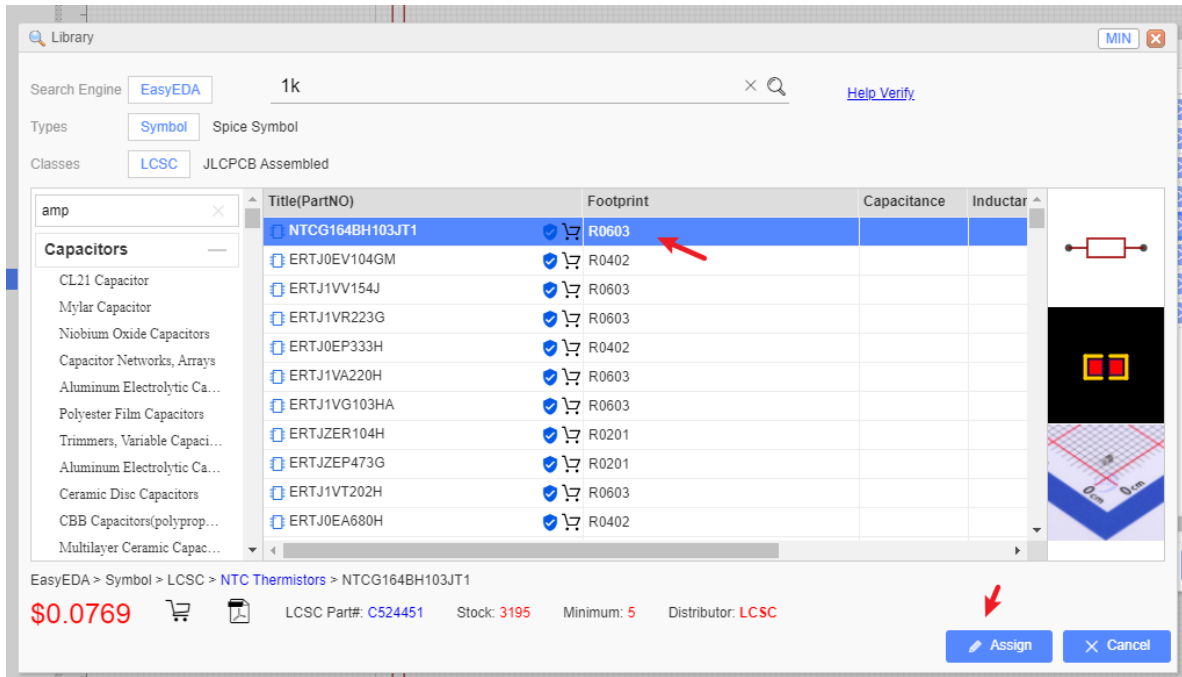 Library MIN
Search Engine EasyEDA 1k Help Verify
Types Symbol Spice Symbol
Classes LCSC JLCPCB Assembled
amp
Capacitors
CL21 Capacitor
Mylar Capacitor
Niobium Oxide Capacitors
Capacitor Networks, Arrays
Aluminum Electrolytic Ca...
Polyester Film Capacitors
Trimmers, Variable Capaci...
Aluminum Electrolytic Ca...
Ceramic Disc Capacitors
CBB Capacitors(polyprop...
Multilayer Ceramic Capac...
Title(PartNO) Footprint Capacitance Inductan
NTCG164BH103JT1 R0603
ERTJ0EV104GM R0402
ERTJ1VV154J R0603
ERTJ1VR223G R0603
ERTJ0EP333H R0402
ERTJ1VA220H R0603
ERTJ1VG103HA R0603
ERTJZER104H R0201
ERTJZEP473G R0201
ERTJ1VT202H R0603
ERTJ0EA680H R0402
0cm 0cm
EasyEDA > Symbol > LCSC > NTC Thermistors > NTCG164BH103JT1
$0.0769 LCSC Part#: C524451 Stock: 3195 Minimum: 5 Distributor: LCSC
Assign Cancel